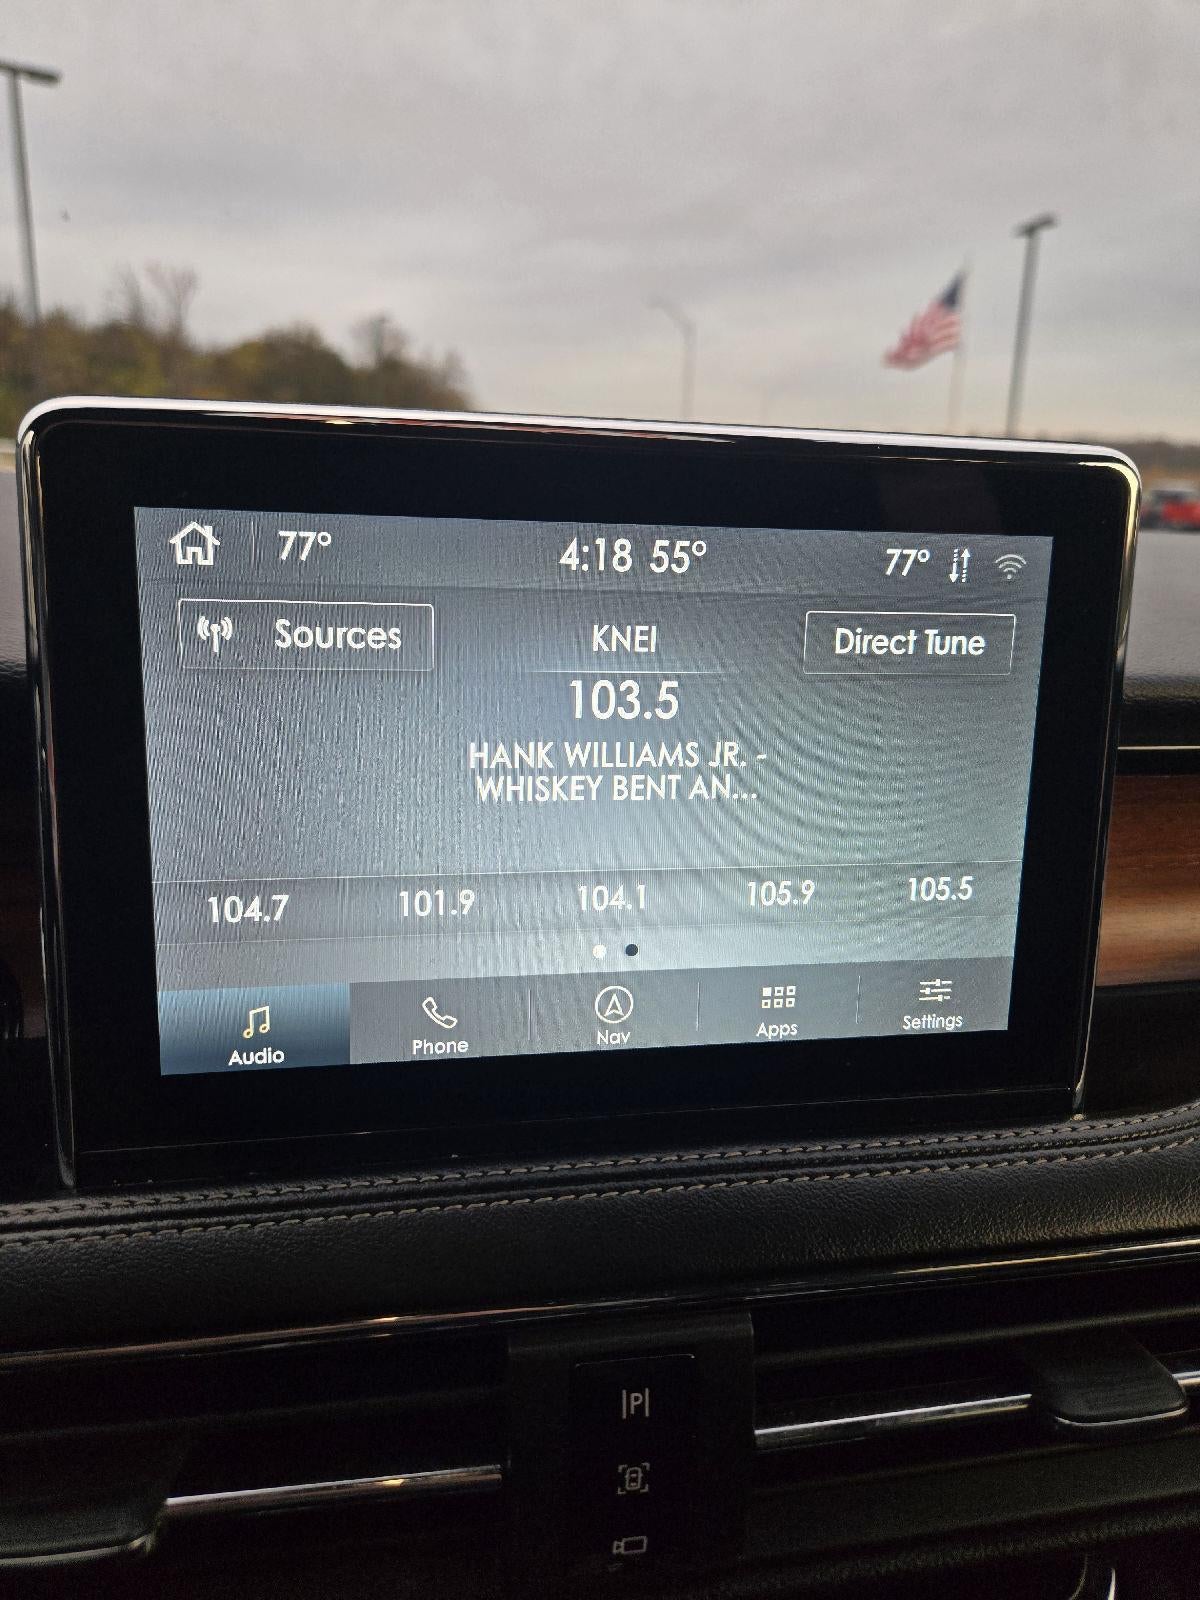 77°
4:18 55°
77°
Sources
KNEI
Direct Tune
103.5
HANK WILLIAMS JR. -
WHISKEY BENT AN...
104.7
101.9
104.1
105.9
105.5
Audio
Phone
Nav
Apps
Settings
|P|